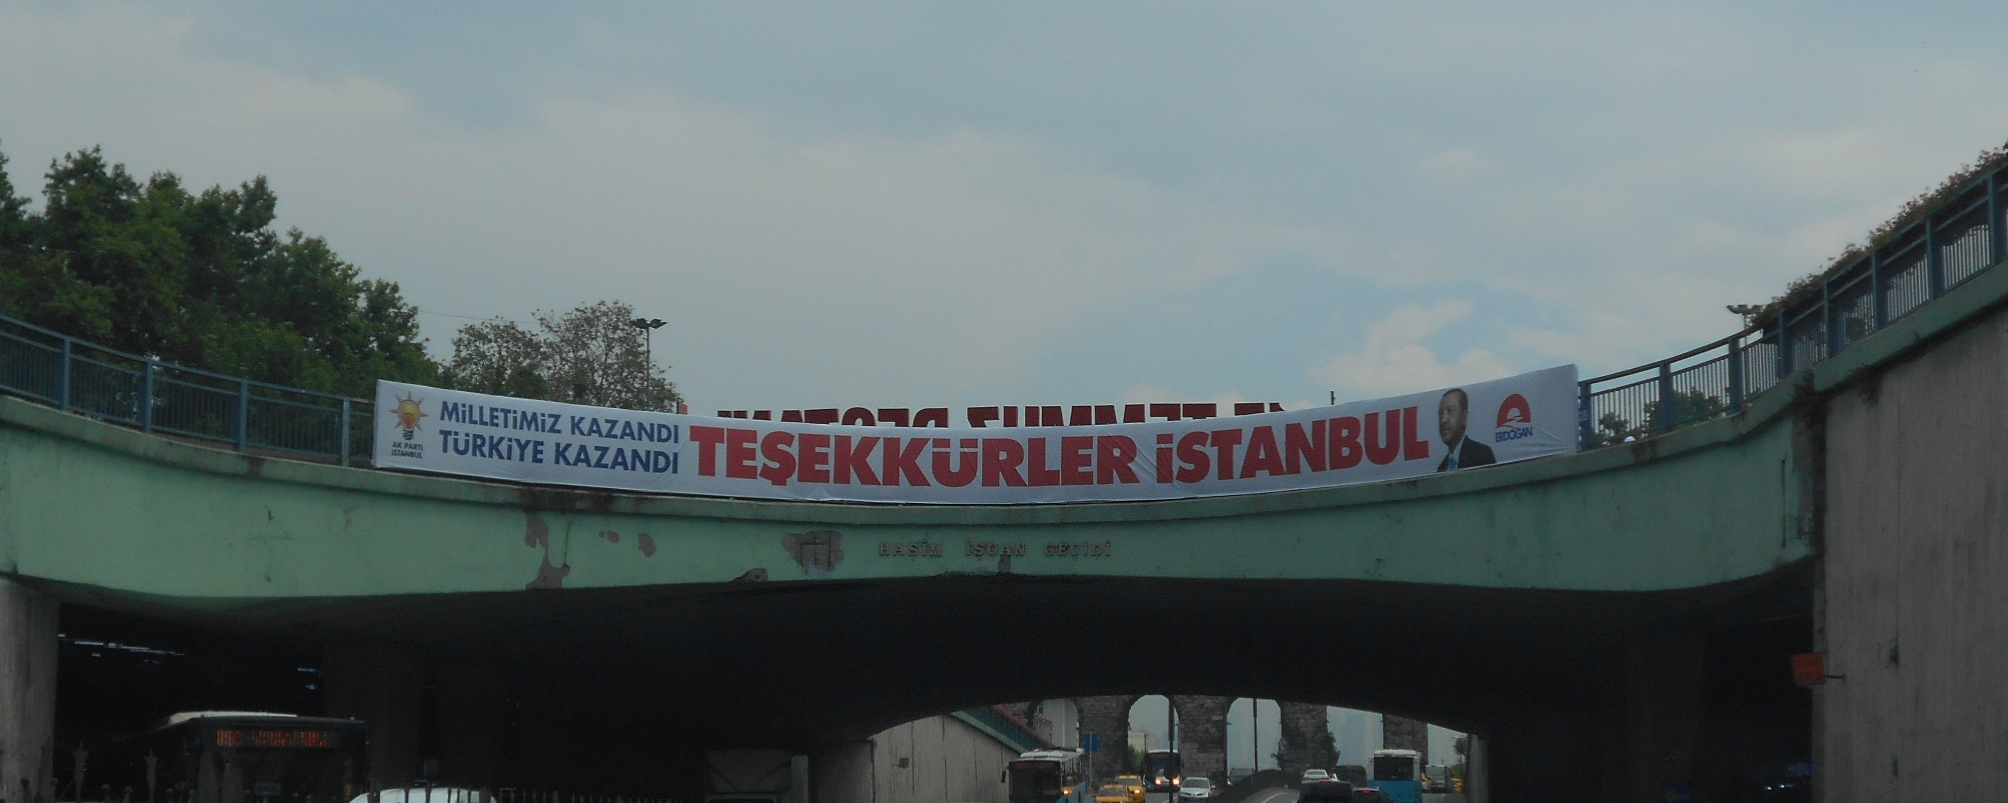 AK PARTİ
İSTANBUL
MİLLETİMİZ KAZANDI
TÜRKİYE KAZANDI
TEŞEKKÜRLER İSTANBUL
ERDOĞAN
HAŞİM İŞCAN GEÇİDİ